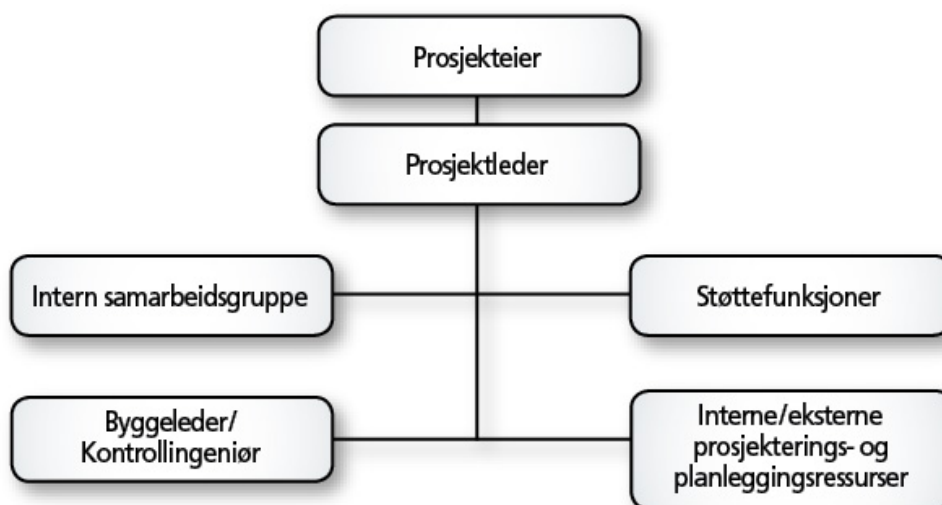 Prosjekteier
Prosjektleder
Intern samarbeidsgruppe
Støttefunksjoner
Byggeleder/
Kontrollingeniør
Interne/eksterne
prosjekterings- og
planleggingsressurser